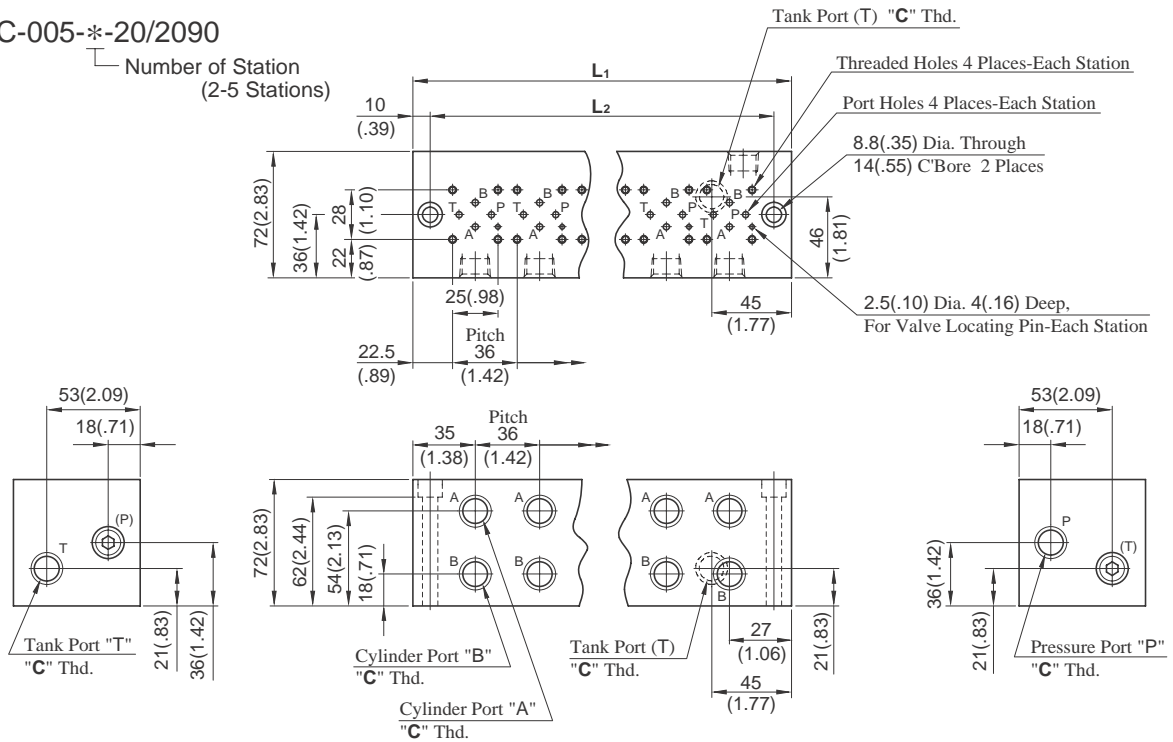 C-005-*-20/2090
Number of Station
(2-5 Stations)
Tank Port (T) "C" Thd.
L1
Threaded Holes 4 Places-Each Station
10
(.39)
L2
Port Holes 4 Places-Each Station
8.8(.35) Dia. Through
14(.55) C'Bore 2 Places
72(2.83)
36(1.42)
28
(1.10)
22
(.87)
B B B B
T P T P T P T P
A A A A
46
(1.81)
25(.98)
45
(1.77)
2.5(.10) Dia. 4(.16) Deep,
For Valve Locating Pin-Each Station
Pitch
22.5
(.89)
36
(1.42)
53(2.09)
18(.71)
(P)
T
21(.83)
36(1.42)
Tank Port "T"
"C" Thd.
Pitch
35
(1.38)
36
(1.42)
72(2.83)
62(2.44)
54(2.13)
18(.71)
A A A A
B B B B
Cylinder Port "B"
"C" Thd.
Cylinder Port "A"
"C" Thd.
Tank Port (T)
"C" Thd.
27
(1.06)
45
(1.77)
21(.83)
53(2.09)
18(.71)
P
(T)
36(1.42)
21(.83)
Pressure Port "P"
"C" Thd.